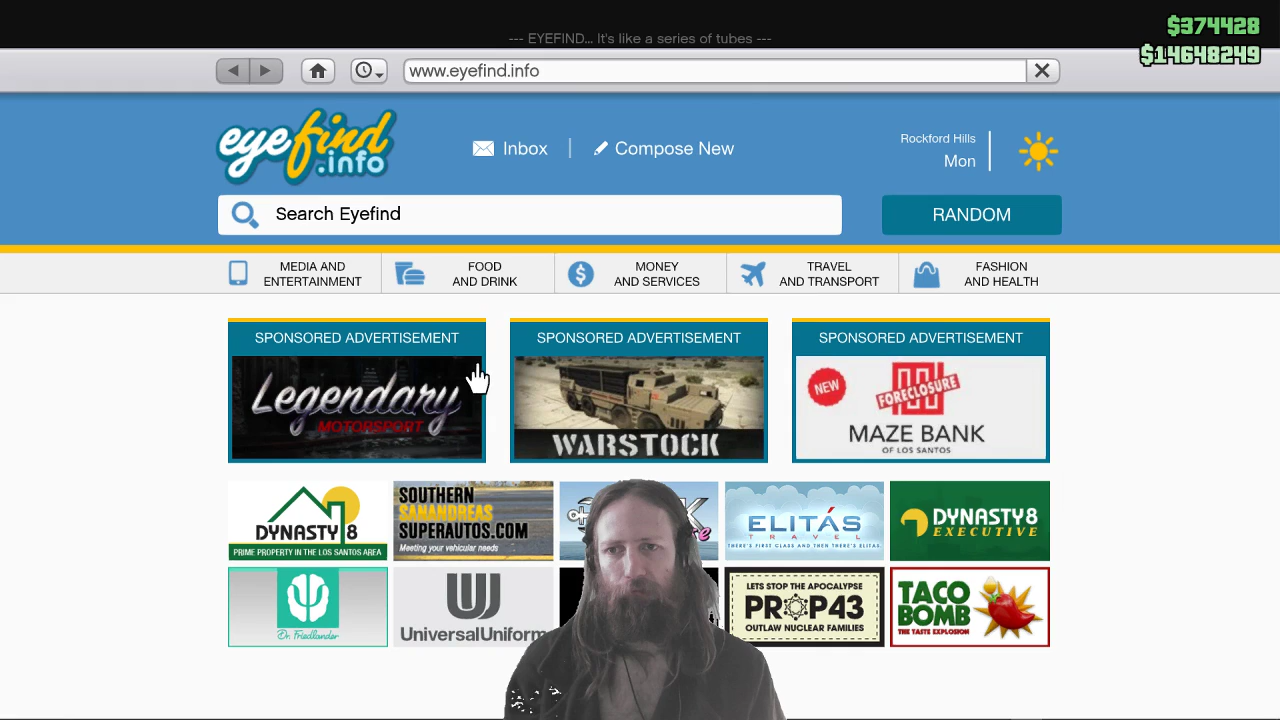 --- EYEFIND... It's like a series of tubes ---
$374428
$14648249
www.eyefind.info
eyefind.info
Inbox
Compose New
Rockford Hills
Mon
Search Eyefind
RANDOM
MEDIA AND ENTERTAINMENT
FOOD AND DRINK
MONEY AND SERVICES
TRAVEL AND TRANSPORT
FASHION AND HEALTH
SPONSORED ADVERTISEMENT
SPONSORED ADVERTISEMENT
SPONSORED ADVERTISEMENT
Legendary
MOTORSPORT
WARSTOCK
NEW
FORECLOSURE
MAZE BANK
OF LOS SANTOS
DYNASTY 8
PRIME PROPERTY IN THE LOS SANTOS AREA
SOUTHERN
SANANDREAS
SUPERAUTOS.COM
Meeting your vehicular needs
ELITÁS
TRAVEL
THERE'S FIRST CLASS AND THEN THERE'S ELITAS
DYNASTY 8
EXECUTIVE
Dr. Friedlander
UniversalUniform
LETS STOP THE APOCALYPSE
PROP43
OUTLAW NUCLEAR FAMILIES
TACO
BOMB
THE TASTE EXPLOSION